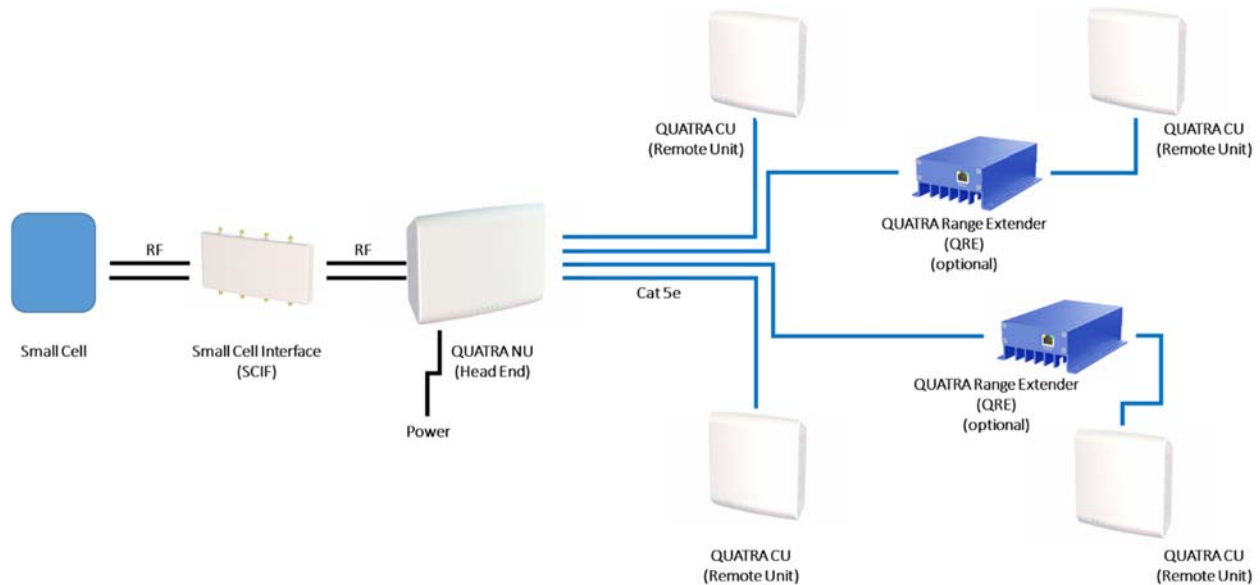 QUATRA CU
(Remote Unit)
QUATRA CU
(Remote Unit)
QUATRA Range Extender
(QRE)
(optional)
RF
RF
Cat 5e
Small Cell
Small Cell Interface
(SCIF)
QUATRA NU
(Head End)
Power
QUATRA Range Extender
(QRE)
(optional)
QUATRA CU
(Remote Unit)
QUATRA CU
(Remote Unit)